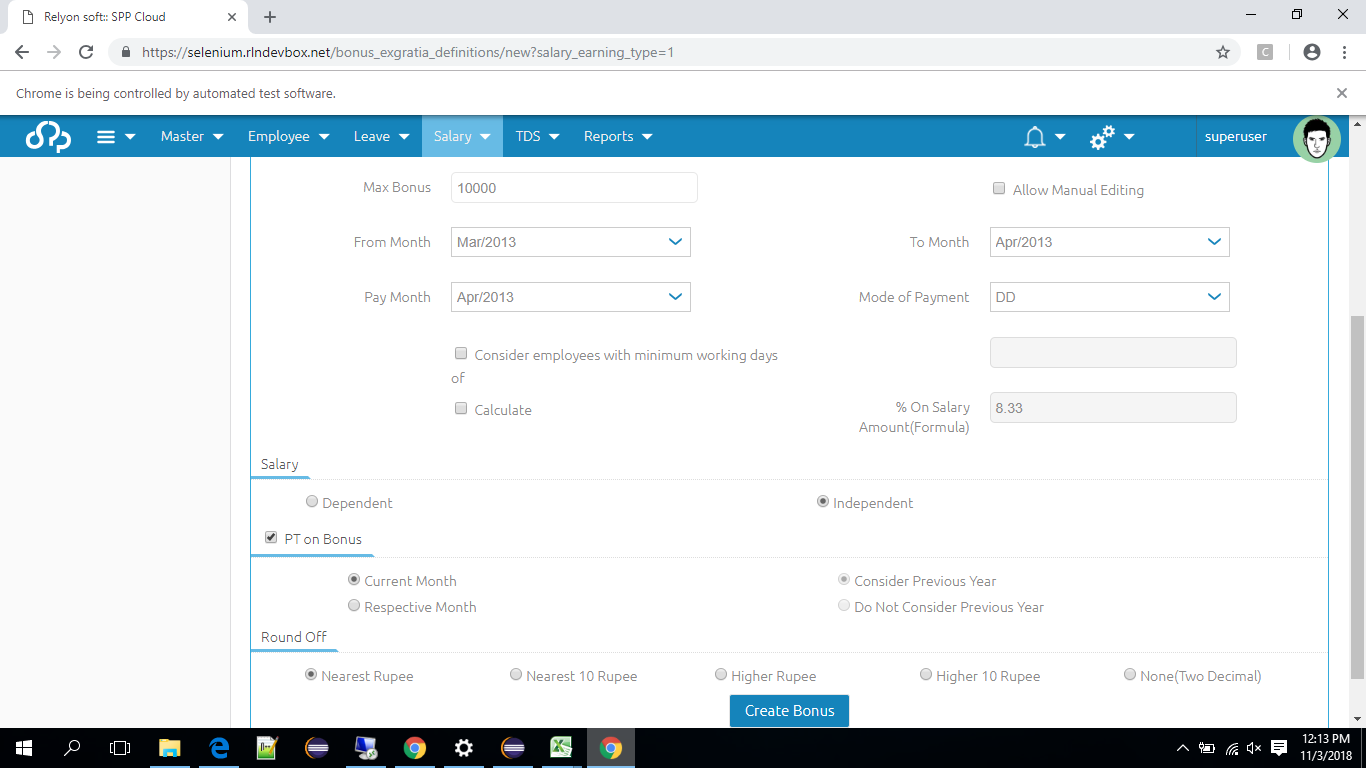 Relyon soft:: SPP Cloud
https://selenium.rlndevbox.net/bonus_exgratia_definitions/new?salary_earning_type=1
C
Chrome is being controlled by automated test software.
Master Employee Leave Salary TDS Reports superuser
Max Bonus 10000 Allow Manual Editing
From Month Mar/2013 To Month Apr/2013
Pay Month Apr/2013 Mode of Payment DD
Consider employees with minimum working days
of
Calculate % On Salary 8.33
Amount(Formula)
Salary
Dependent Independent
PT on Bonus
Current Month Consider Previous Year
Respective Month Do Not Consider Previous Year
Round Off
Nearest Rupee Nearest 10 Rupee Higher Rupee Higher 10 Rupee None(Two Decimal)
Create Bonus
12:13 PM
11/3/2018